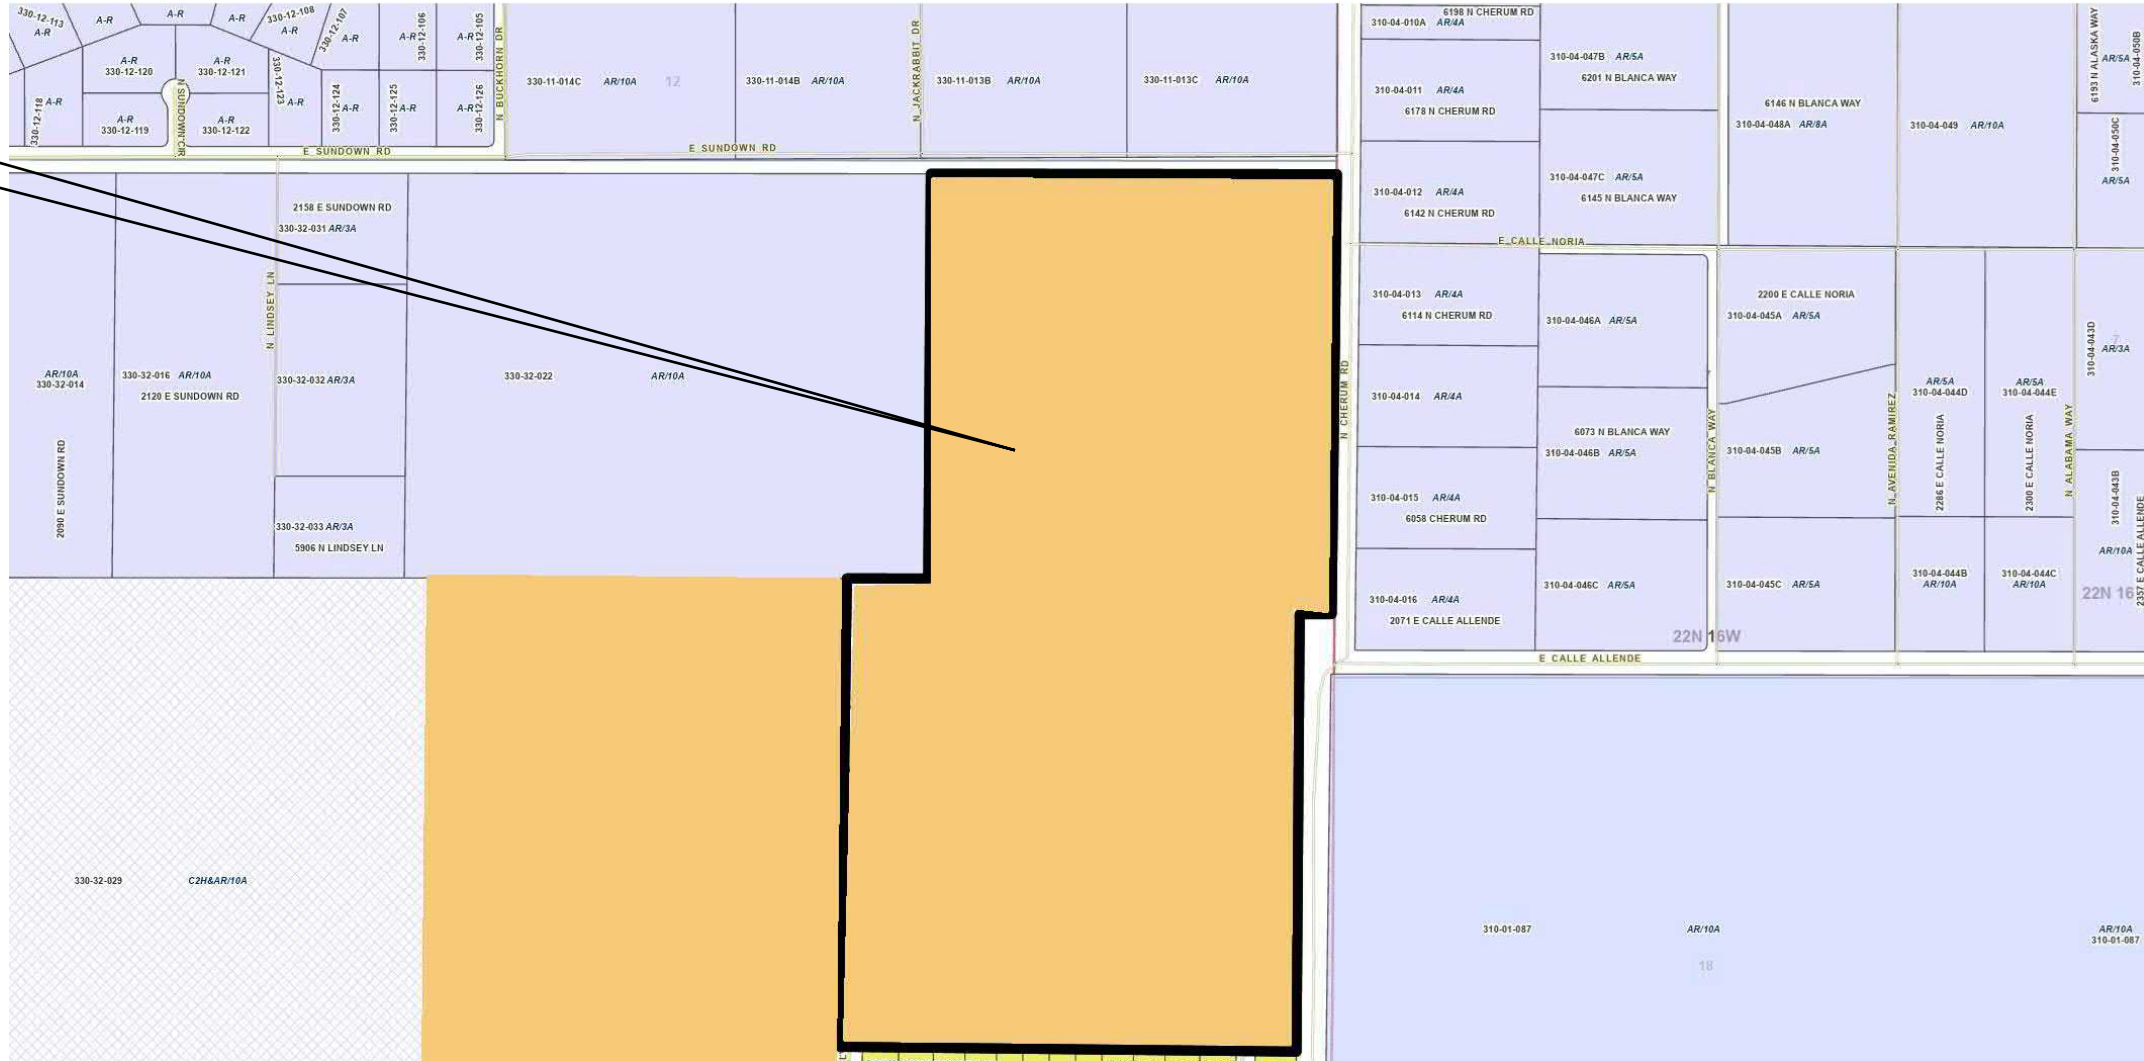 330-12-113
A-R
A-R
A-R
A-R
330-12-108
A-R
330-12-107
A-R
A-R
330-12-106
A-R
330-12-105
N BUCKHORN DR
A-R
330-12-120
A-R
330-12-121
330-12-123
A-R
330-12-118
A-R
A-R
330-12-119
N SUNDOWN CIR
A-R
330-12-122
330-12-124
A-R
330-12-125
A-R
A-R
330-12-126
E SUNDOWN RD
330-11-014C AR/10A
12
330-11-014B AR/10A
N JACKRABBIT DR
330-11-013B AR/10A
330-11-013C AR/10A
E SUNDOWN RD
6198 N CHERUM RD
310-04-010A AR/4A
310-04-011 AR/4A
6178 N CHERUM RD
310-04-012 AR/4A
6142 N CHERUM RD
310-04-047B AR/5A
6201 N BLANCA WAY
310-04-047C AR/5A
6145 N BLANCA WAY
6146 N BLANCA WAY
310-04-048A AR/8A
310-04-049 AR/10A
6193 N ALASKA WAY
AR/5A
310-04-050B
310-04-050C
AR/5A
E CALLE NORIA
2158 E SUNDOWN RD
330-32-031 AR/3A
N LINDSEY LN
AR/10A
330-32-014
2090 E SUNDOWN RD
330-32-016 AR/10A
2120 E SUNDOWN RD
330-32-032 AR/3A
330-32-033 AR/3A
5906 N LINDSEY LN
330-32-022 AR/10A
N CHERUM RD
310-04-013 AR/4A
6114 N CHERUM RD
310-04-014 AR/4A
310-04-015 AR/4A
6058 CHERUM RD
310-04-016 AR/4A
2071 E CALLE ALLENDE
310-04-046A AR/5A
6073 N BLANCA WAY
310-04-046B AR/5A
310-04-046C AR/5A
N BLANCA WAY
2200 E CALLE NORIA
310-04-045A AR/5A
310-04-045B AR/5A
310-04-045C AR/5A
N AVENIDA RAMIREZ
AR/5A
310-04-044D
2286 E CALLE NORIA
AR/5A
310-04-044E
2300 E CALLE NORIA
N ALABAMA WAY
310-04-043D
7
AR/3A
310-04-043B
AR/10A
2357 E CALLE ALLENDE
310-04-044B
AR/10A
310-04-044C
AR/10A
22N 16
22N 16W
E CALLE ALLENDE
330-32-029 C2H&AR/10A
310-01-087 AR/10A
18
AR/10A
310-01-087